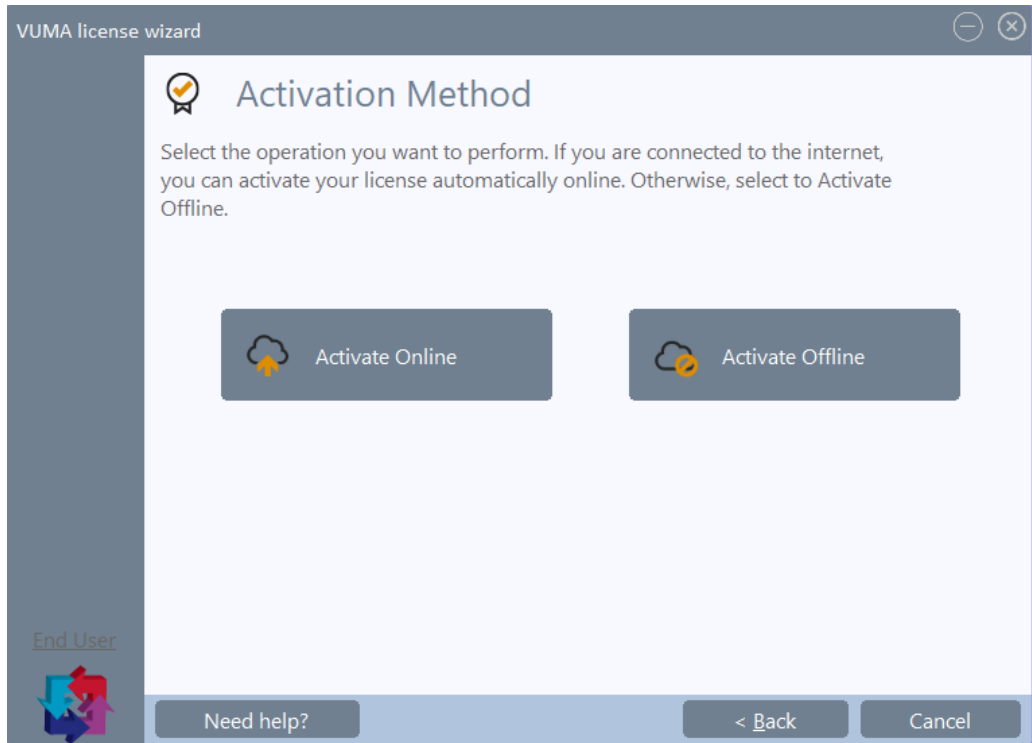 VUMA license wizard
Activation Method
Select the operation you want to perform. If you are connected to the internet,
you can activate your license automatically online. Otherwise, select to Activate
Offline.
Activate Online
Activate Offline
End User
Need help?
< Back
Cancel